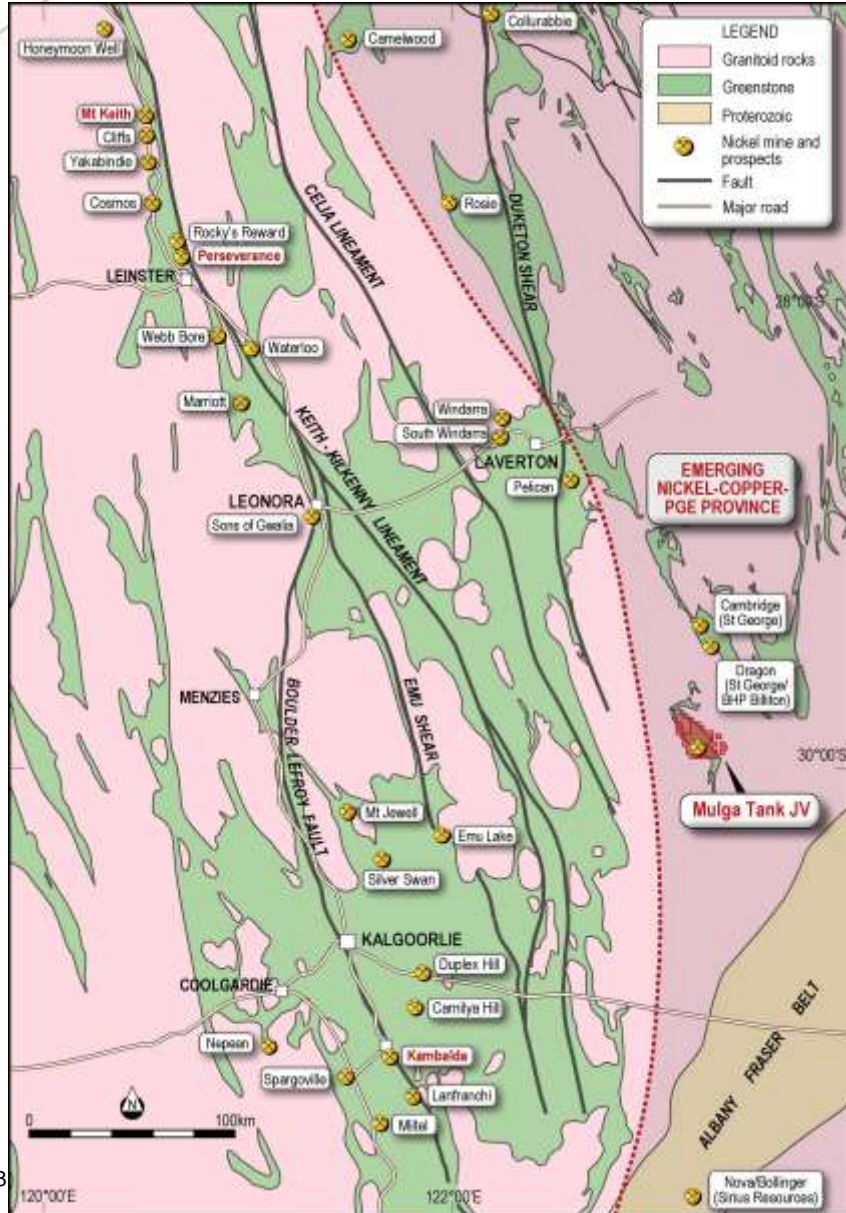 Collurabbie
Camelwood
Honeymoon Well
LEGEND
Granitoid rocks
Greenstone
Proterozoic
Nickel mine and
prospects
Fault
Major road
Mt Keith
Cliffs
Yakabindie
Cosmos
Rosie
CELIA LINEAMENT
DUKETON SHEAR
Rocky's Reward
Perseverance
LEINSTER
28°00'S
Webb Bore
Waterloo
Marriott
Windarra
South Windarra
LAVERTON
Pelican
KEITH - KILKENNY LINEAMENT
EMERGING
NICKEL-COPPER-
PGE PROVINCE
LEONORA
Sons of Gwalia
Cambridge
(St George)
Dragon
(St George/
BHP Billiton)
MENZIES
BOULDER LEFROY FAULT
EMU SHEAR
30°00'S
Mulga Tank JV
Mt Jewell
Emu Lake
Silver Swan
KALGOORLIE
Duplex Hill
COOLGARDIE
Carnilya Hill
Nepean
Kambalda
Spargoville
Lanfranchi
Miitel
ALBANY FRASER BELT
N
0 100km
3
120°00'E
122°00'E
Nova/Bollinger
(Sirius Resources)